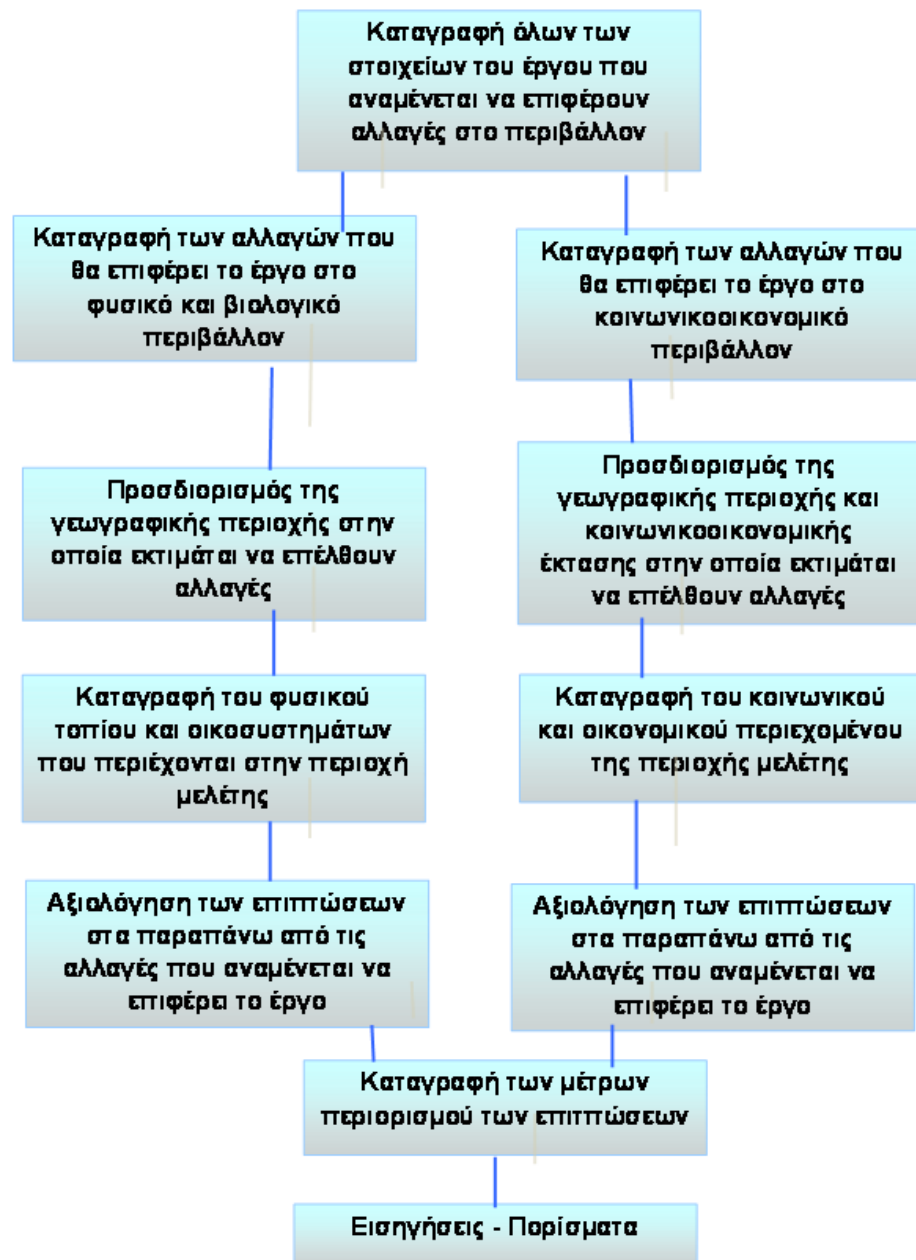 Καταγραφή όλων των
στοιχείων του έργου που
αναμένεται να επιφέρουν
αλλαγές στο περιβάλλον
Καταγραφή των αλλαγών που
θα επιφέρει το έργο στο
φυσικό και βιολογικό
περιβάλλον
Καταγραφή των αλλαγών που
θα επιφέρει το έργο στο
κοινωνικοοικονομικό
περιβάλλον
Προσδιορισμός της
γεωγραφικής περιοχής στην
οποία εκτιμάται να επέλθουν
αλλαγές
Προσδιορισμός της
γεωγραφικής περιοχής και
κοινωνικοοικονομικής
έκτασης στην οποία εκτιμάται
να επέλθουν αλλαγές
Καταγραφή του φυσικού
τοπίου και οικοσυστημάτων
που περιέχονται στην περιοχή
μελέτης
Καταγραφή του κοινωνικού
και οικονομικού περιεχομένου
της περιοχής μελέτης
Αξιολόγηση των επιπτώσεων
στα παραπάνω από τις
αλλαγές που αναμένεται να
επιφέρει το έργο
Αξιολόγηση των επιπτώσεων
στα παραπάνω από τις
αλλαγές που αναμένεται να
επιφέρει το έργο
Καταγραφή των μέτρων
περιορισμού των επιπτώσεων
Εισηγήσεις - Πορίσματα